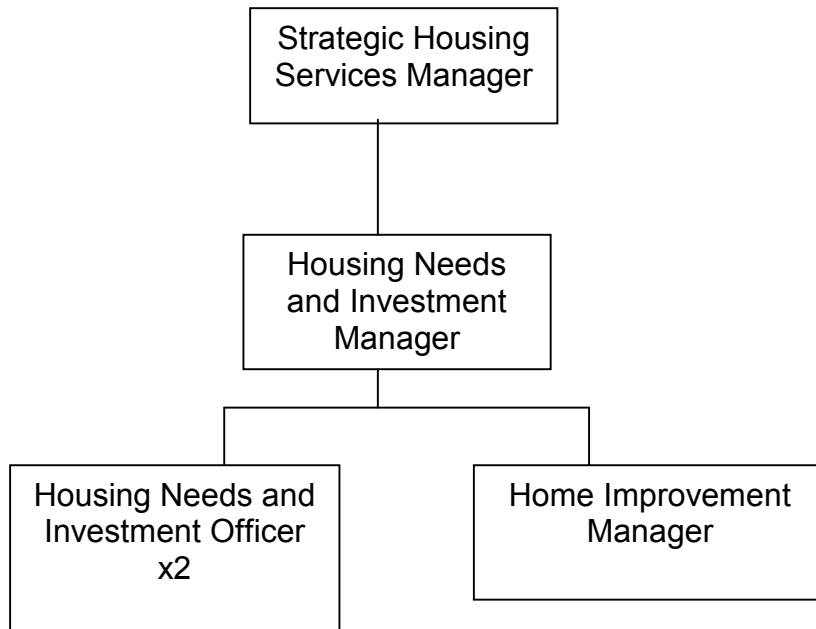 Strategic Housing
Services Manager
Housing Needs
and Investment
Manager
Housing Needs and
Investment Officer
x2
Home Improvement
Manager